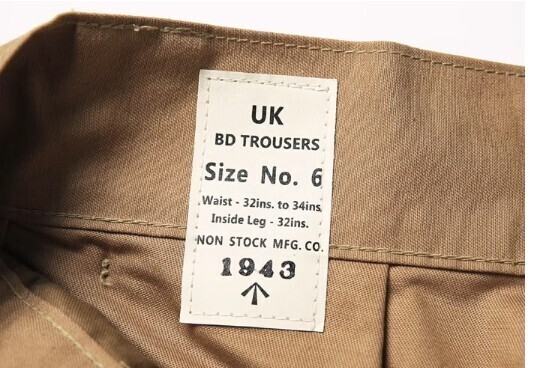 UK
BD TROUSERS
Size No. 6
Waist - 32ins. to 34ins
Inside Leg - 32ins.
NON STOCK MFG. CO.
1943